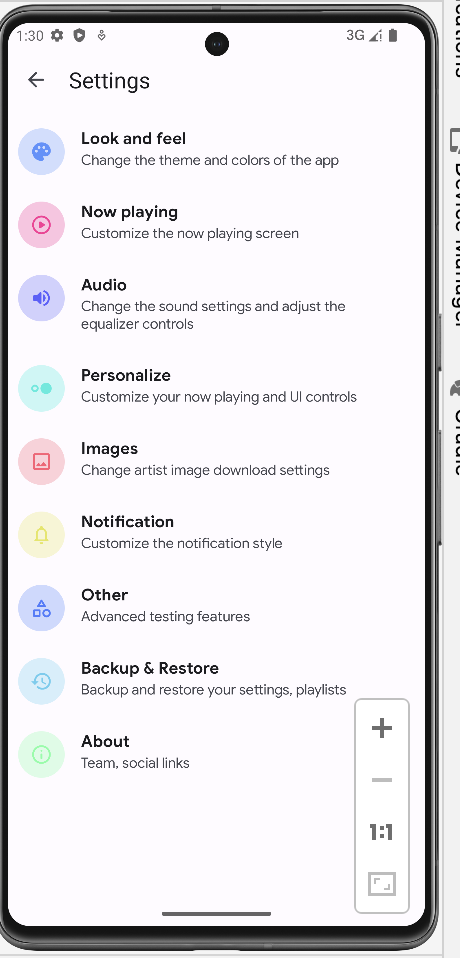 1:30
3G
Settings
Look and feel
Change the theme and colors of the app
Now playing
Customize the now playing screen
Audio
Change the sound settings and adjust the
equalizer controls
Personalize
Customize your now playing and UI controls
Images
Change artist image download settings
Notification
Customize the notification style
Other
Advanced testing features
Backup & Restore
Backup and restore your settings, playlists
About
Team, social links
1:1
Device Manager